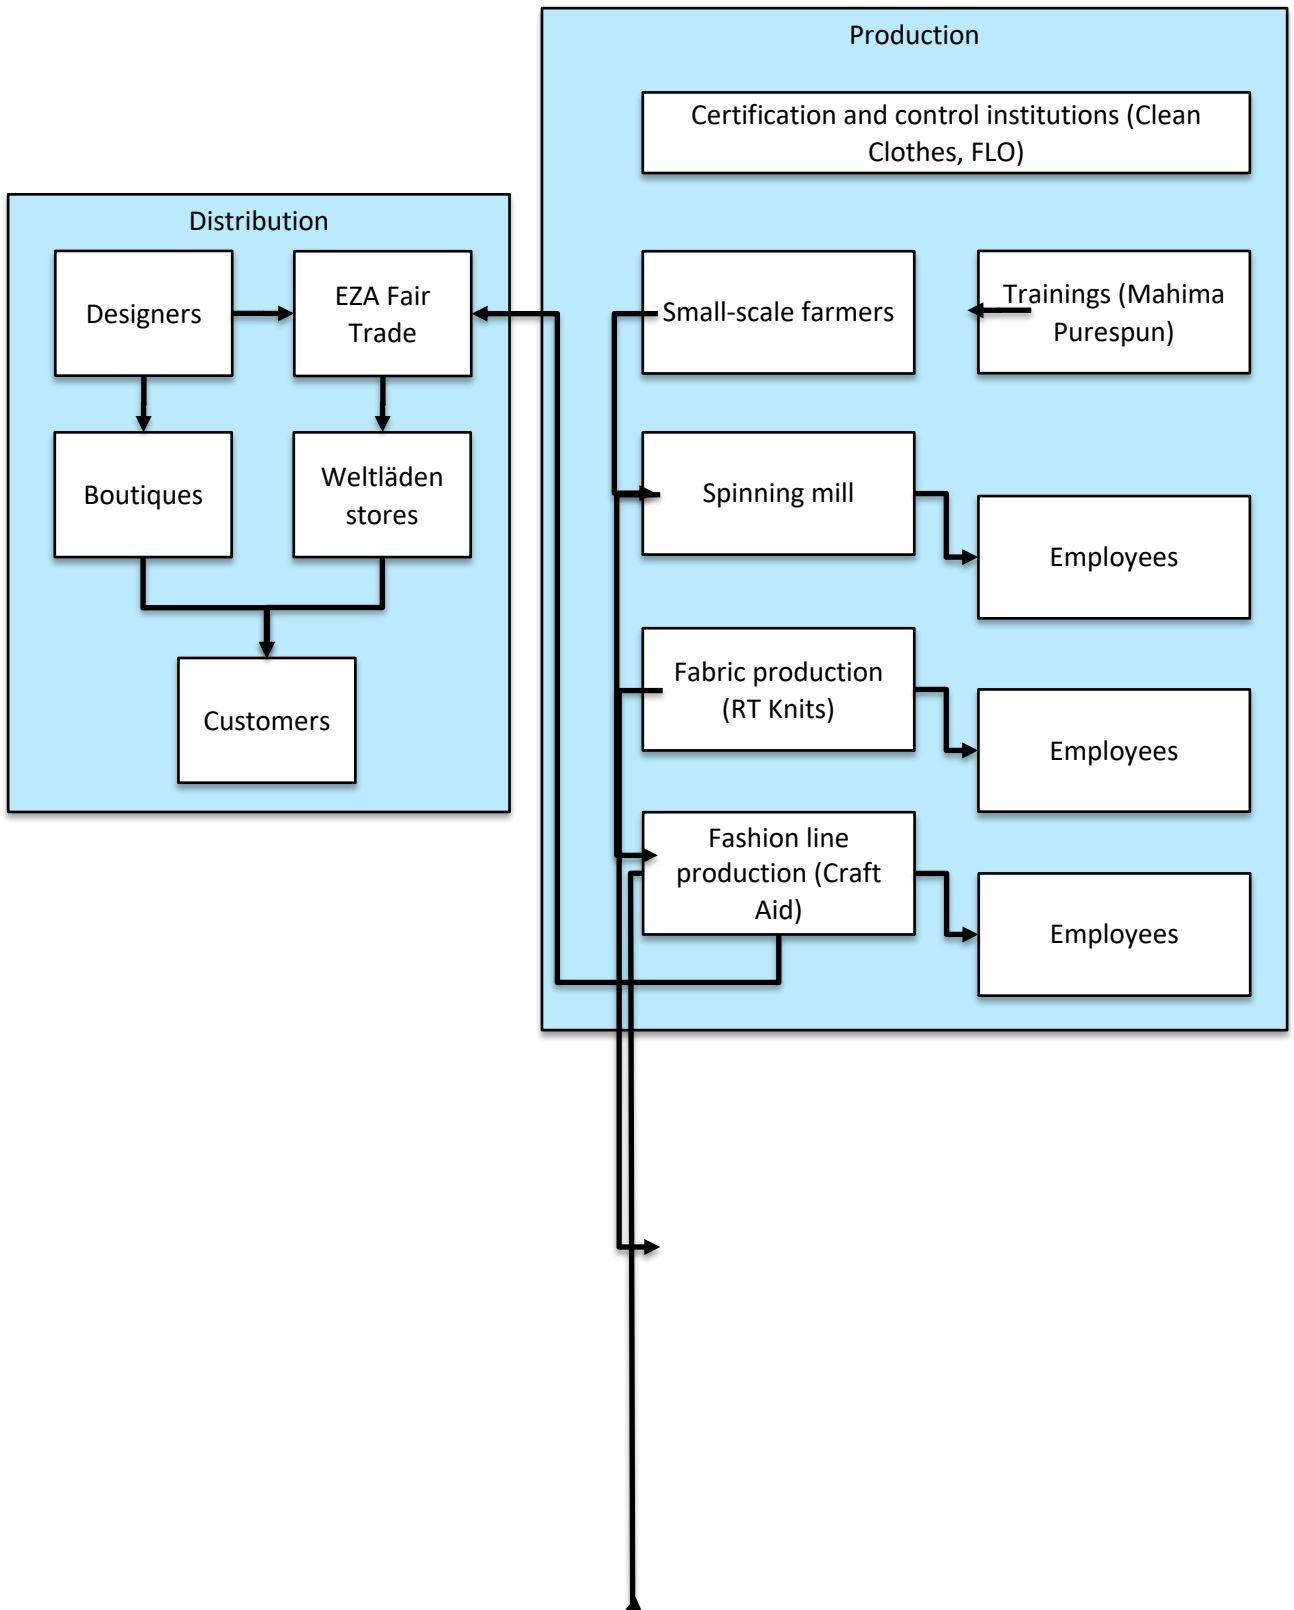 Production
Certification and control institutions (Clean
Clothes, FLO)
Distribution
Designers
EZA Fair
Trade
Small-scale farmers
Trainings (Mahima
Purespun)
Boutiques
Weltläden
stores
Spinning mill
Employees
Customers
Fabric production
(RT Knits)
Employees
Fashion line
production (Craft
Aid)
Employees